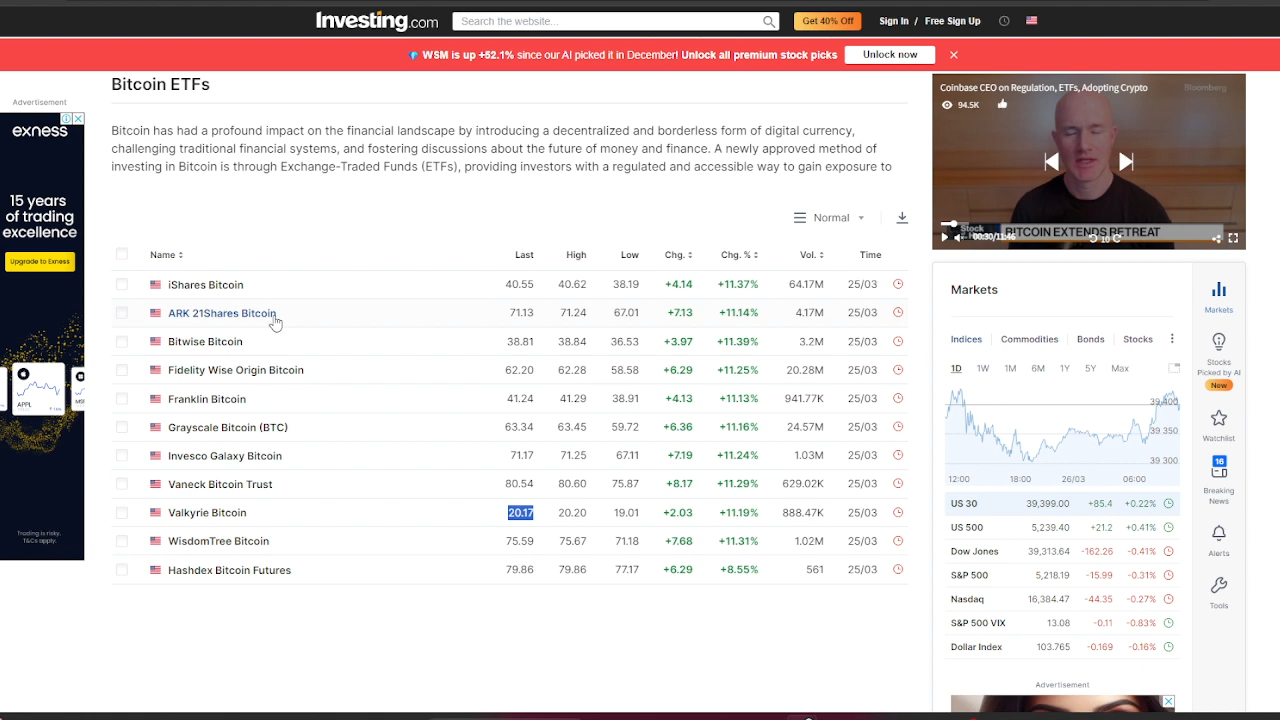 Investing.com
Search the website...
Get 40% Off
Sign In / Free Sign Up
WSM is up +52.1% since our AI picked it in December! Unlock all premium stock picks
Unlock now
Bitcoin ETFs
Bitcoin has had a profound impact on the financial landscape by introducing a decentralized and borderless form of digital currency,
challenging traditional financial systems, and fostering discussions about the future of money and finance. A newly approved method of
investing in Bitcoin is through Exchange-Traded Funds (ETFs), providing investors with a regulated and accessible way to gain exposure to
Normal
Name Last High Low Chg. Chg. % Vol. Time
iShares Bitcoin 40.55 40.62 38.19 +4.14 +11.37% 64.17M 25/03
ARK 21Shares Bitcoin 71.13 71.24 67.01 +7.13 +11.14% 4.17M 25/03
Bitwise Bitcoin 38.81 38.84 36.53 +3.97 +11.39% 3.2M 25/03
Fidelity Wise Origin Bitcoin 62.20 62.28 58.58 +6.29 +11.25% 20.28M 25/03
Franklin Bitcoin 41.24 41.29 38.91 +4.13 +11.13% 941.77K 25/03
Grayscale Bitcoin (BTC) 63.34 63.45 59.72 +6.36 +11.16% 24.57M 25/03
Invesco Galaxy Bitcoin 71.17 71.25 67.11 +7.19 +11.24% 1.03M 25/03
Vaneck Bitcoin Trust 80.54 80.60 75.87 +8.17 +11.29% 629.02K 25/03
Valkyrie Bitcoin 20.17 20.20 19.01 +2.03 +11.19% 888.47K 25/03
WisdomTree Bitcoin 75.59 75.67 71.18 +7.68 +11.31% 1.02M 25/03
Hashdex Bitcoin Futures 79.86 79.86 77.17 +6.29 +8.55% 561 25/03
Advertisement
exness
15 years
of trading
excellence
Upgrade to Exness
APPL
Trading is risky.
T&Cs apply.
Coinbase CEO on Regulation, ETFs, Adopting Crypto
Bloomberg
94.5K
BITCOIN EXTENDS RETREAT
00:30/11:46
10
Markets
Indices Commodities Bonds Stocks
1D 1W 1M 6M 1Y 5Y Max
39 400
39 350
39 300
12:00 18:00 26/03 06:00
US 30 39,399.00 +85.4 +0.22%
US 500 5,239.40 +21.2 +0.41%
Dow Jones 39,313.64 -162.26 -0.41%
S&P 500 5,218.19 -15.99 -0.31%
Nasdaq 16,384.47 -44.35 -0.27%
S&P 500 VIX 13.08 -0.11 -0.83%
Dollar Index 103.765 -0.169 -0.16%
Advertisement
Markets
Stocks
Picked by AI
New
Watchlist
16
Breaking
News
Alerts
Tools